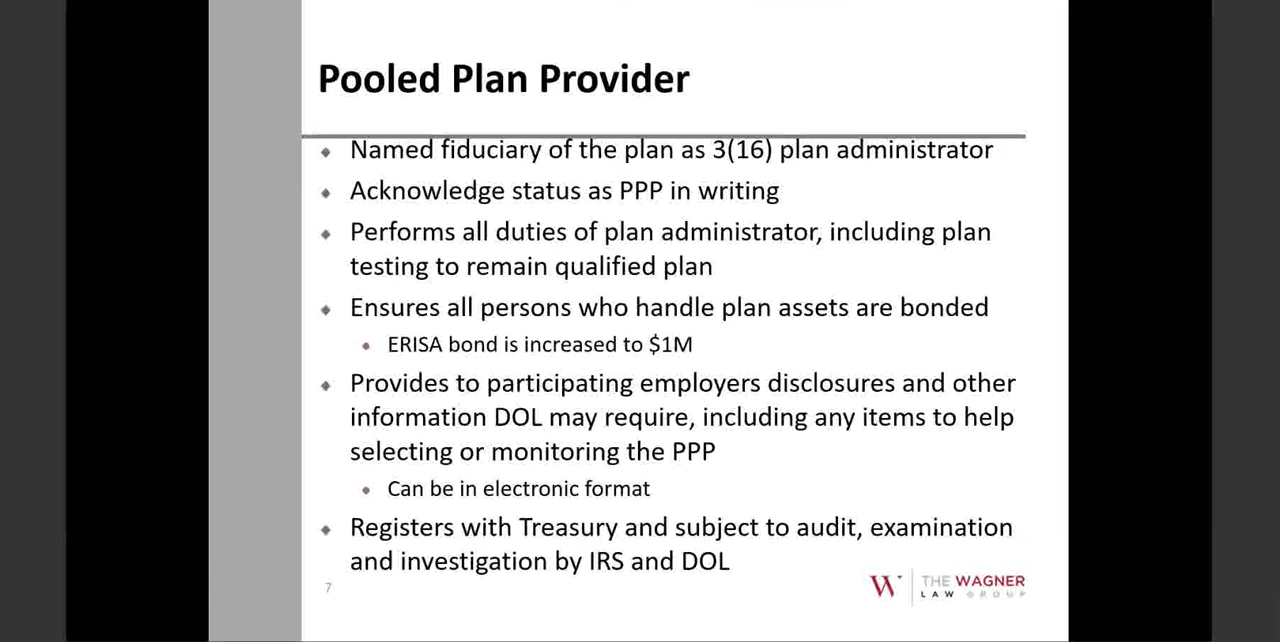 Pooled Plan Provider
Named fiduciary of the plan as 3(16) plan administrator
Acknowledge status as PPP in writing
Performs all duties of plan administrator, including plan
testing to remain qualified plan
Ensures all persons who handle plan assets are bonded
ERISA bond is increased to $1M
Provides to participating employers disclosures and other
information DOL may require, including any items to help
selecting or monitoring the PPP
Can be in electronic format
Registers with Treasury and subject to audit, examination
and investigation by IRS and DOL
7
W THE WAGNER
LAW GROUP